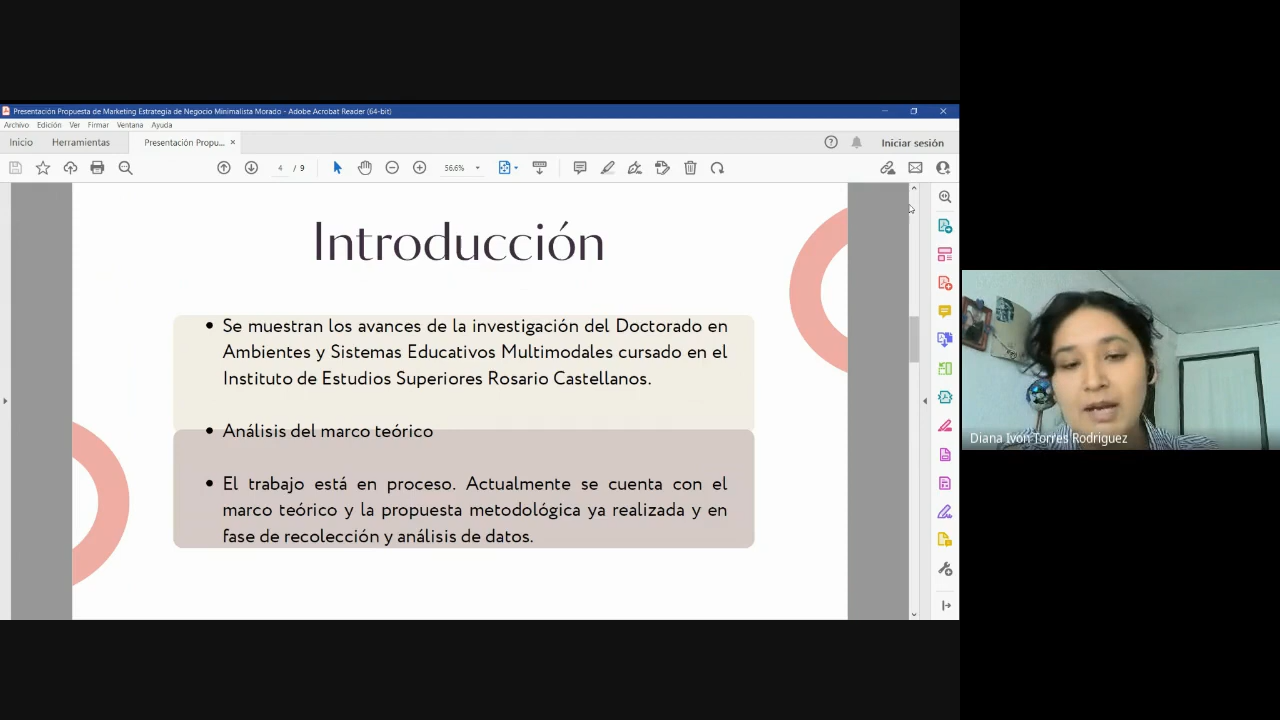 Presentación Propuesta de Marketing Estrategia de Negocio Minimalista Morado - Adobe Acrobat Reader (64-bit)
Archivo Edición Ver Firmar Ventana Ayuda
Inicio Herramientas Presentación Propu... × Iniciar sesión
4 / 9 56.6%
Introducción
• Se muestran los avances de la investigación del Doctorado en
Ambientes y Sistemas Educativos Multimodales cursado en el
Instituto de Estudios Superiores Rosario Castellanos.
• Análisis del marco teórico
• El trabajo está en proceso. Actualmente se cuenta con el
marco teórico y la propuesta metodológica ya realizada y en
fase de recolección y análisis de datos.
Diana Ivón Torres Rodriguez